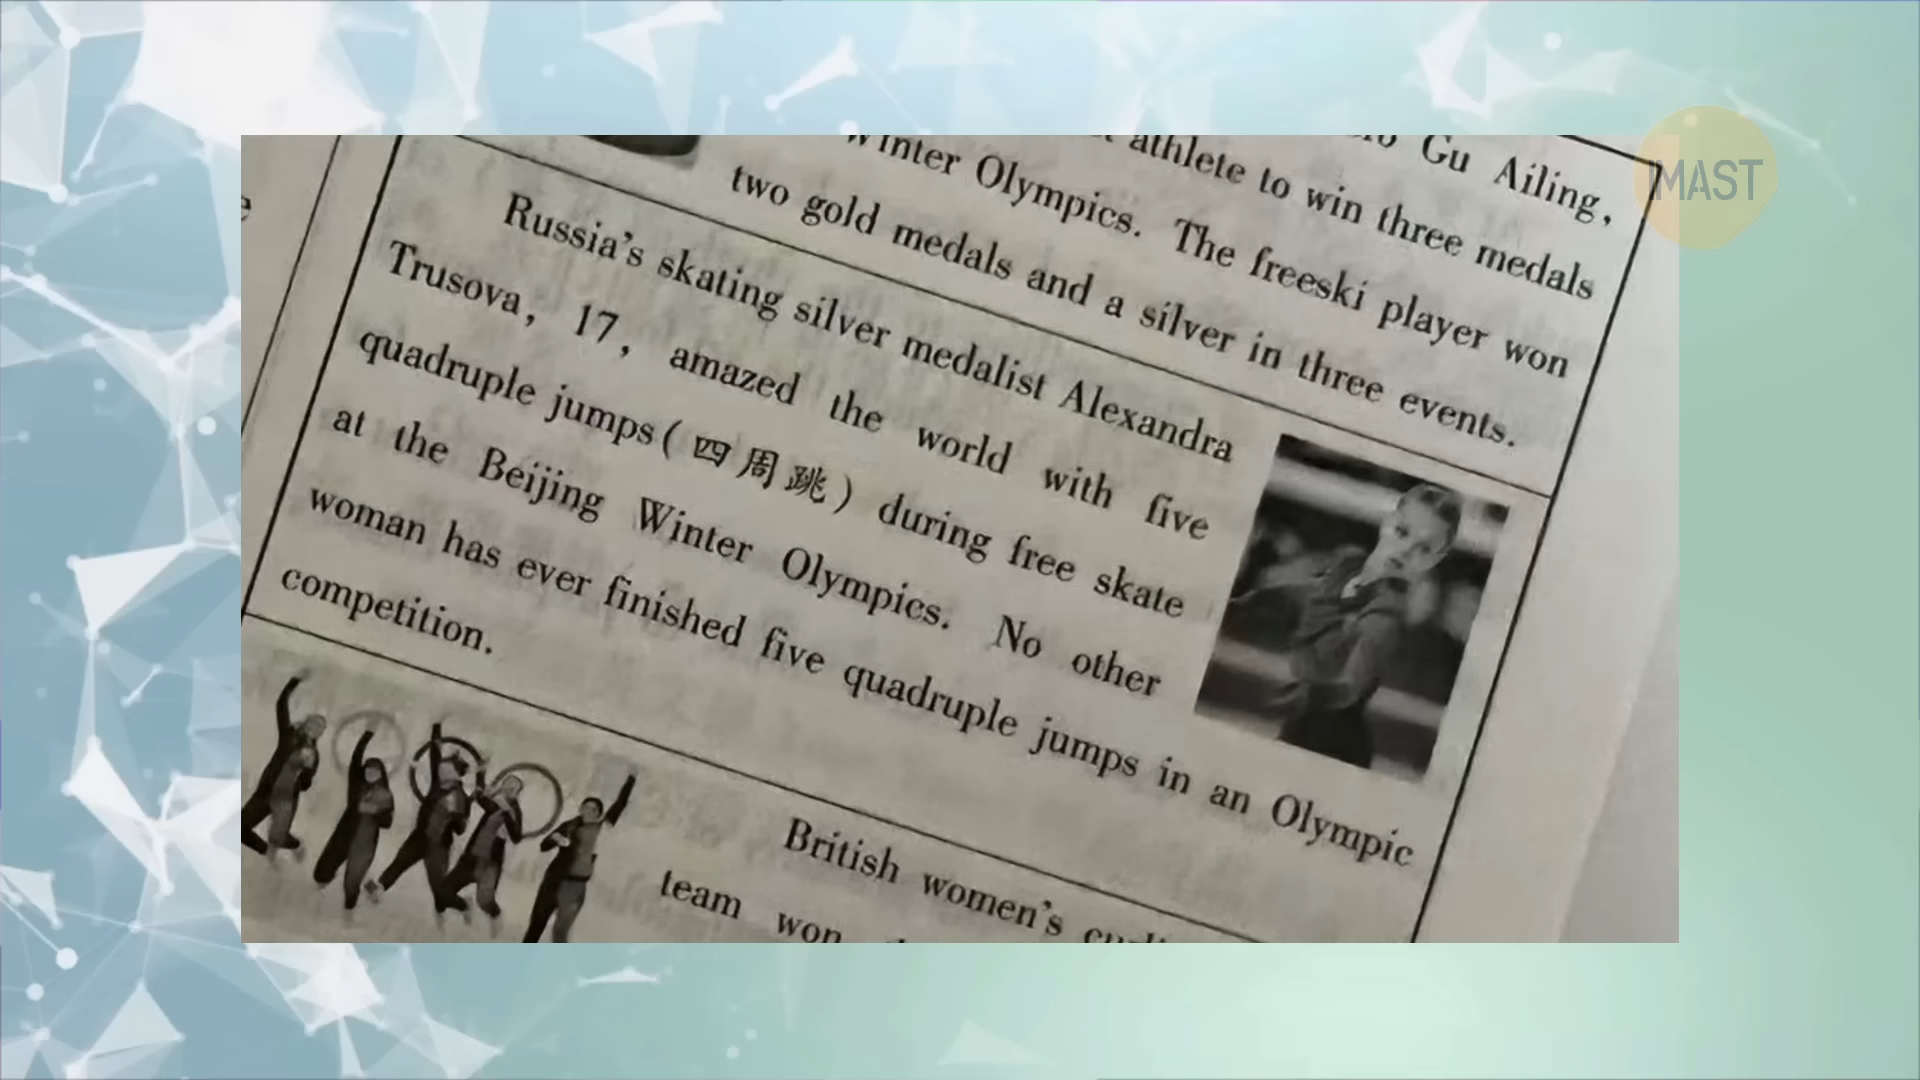 Gu Ailing,
athlete to win three medals
Winter Olympics. The freeski player won
two gold medals and a silver in three events.
Russia's skating silver medalist Alexandra
Trusova, 17, amazed the world with five
quadruple jumps(四周跳) during free skate
at the Beijing Winter Olympics. No other
woman has ever finished five quadruple jumps in an Olympic
competition.
British women's
team won
IMAST